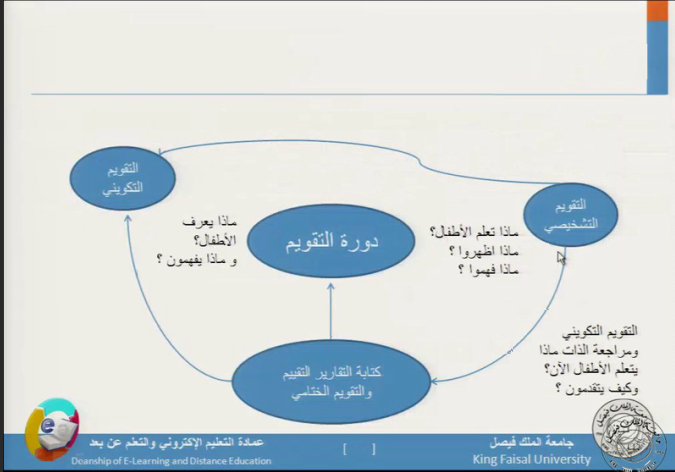 التقويم
التكويني
التقويم
التشخيصي
دورة التقويم
ماذا يعرف
الأطفال؟
و ماذا يفهمون ؟
ماذا تعلم الأطفال؟
ماذا اظهروا ؟
ماذا فهموا ؟
التقويم التكويني
ومراجعة الذات ماذا
يتعلم الأطفال الآن؟
وكيف يتقدمون ؟
كتابة التقارير التقييم
والتقويم الختامي
جامعة الملك فيصل
King Faisal University
[ ]
عمادة التعليم الإكتروني والتعلم عن بعد
Deanship of E-Learning and Distance Education